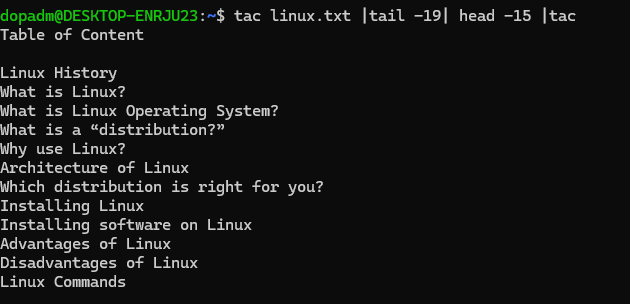 dopadm@DESKTOP-ENRJU23:~$ tac linux.txt |tail -19| head -15 |tac
Table of Content

Linux History
What is Linux?
What is Linux Operating System?
What is a “distribution?”
Why use Linux?
Architecture of Linux
Which distribution is right for you?
Installing Linux
Installing software on Linux
Advantages of Linux
Disadvantages of Linux
Linux Commands